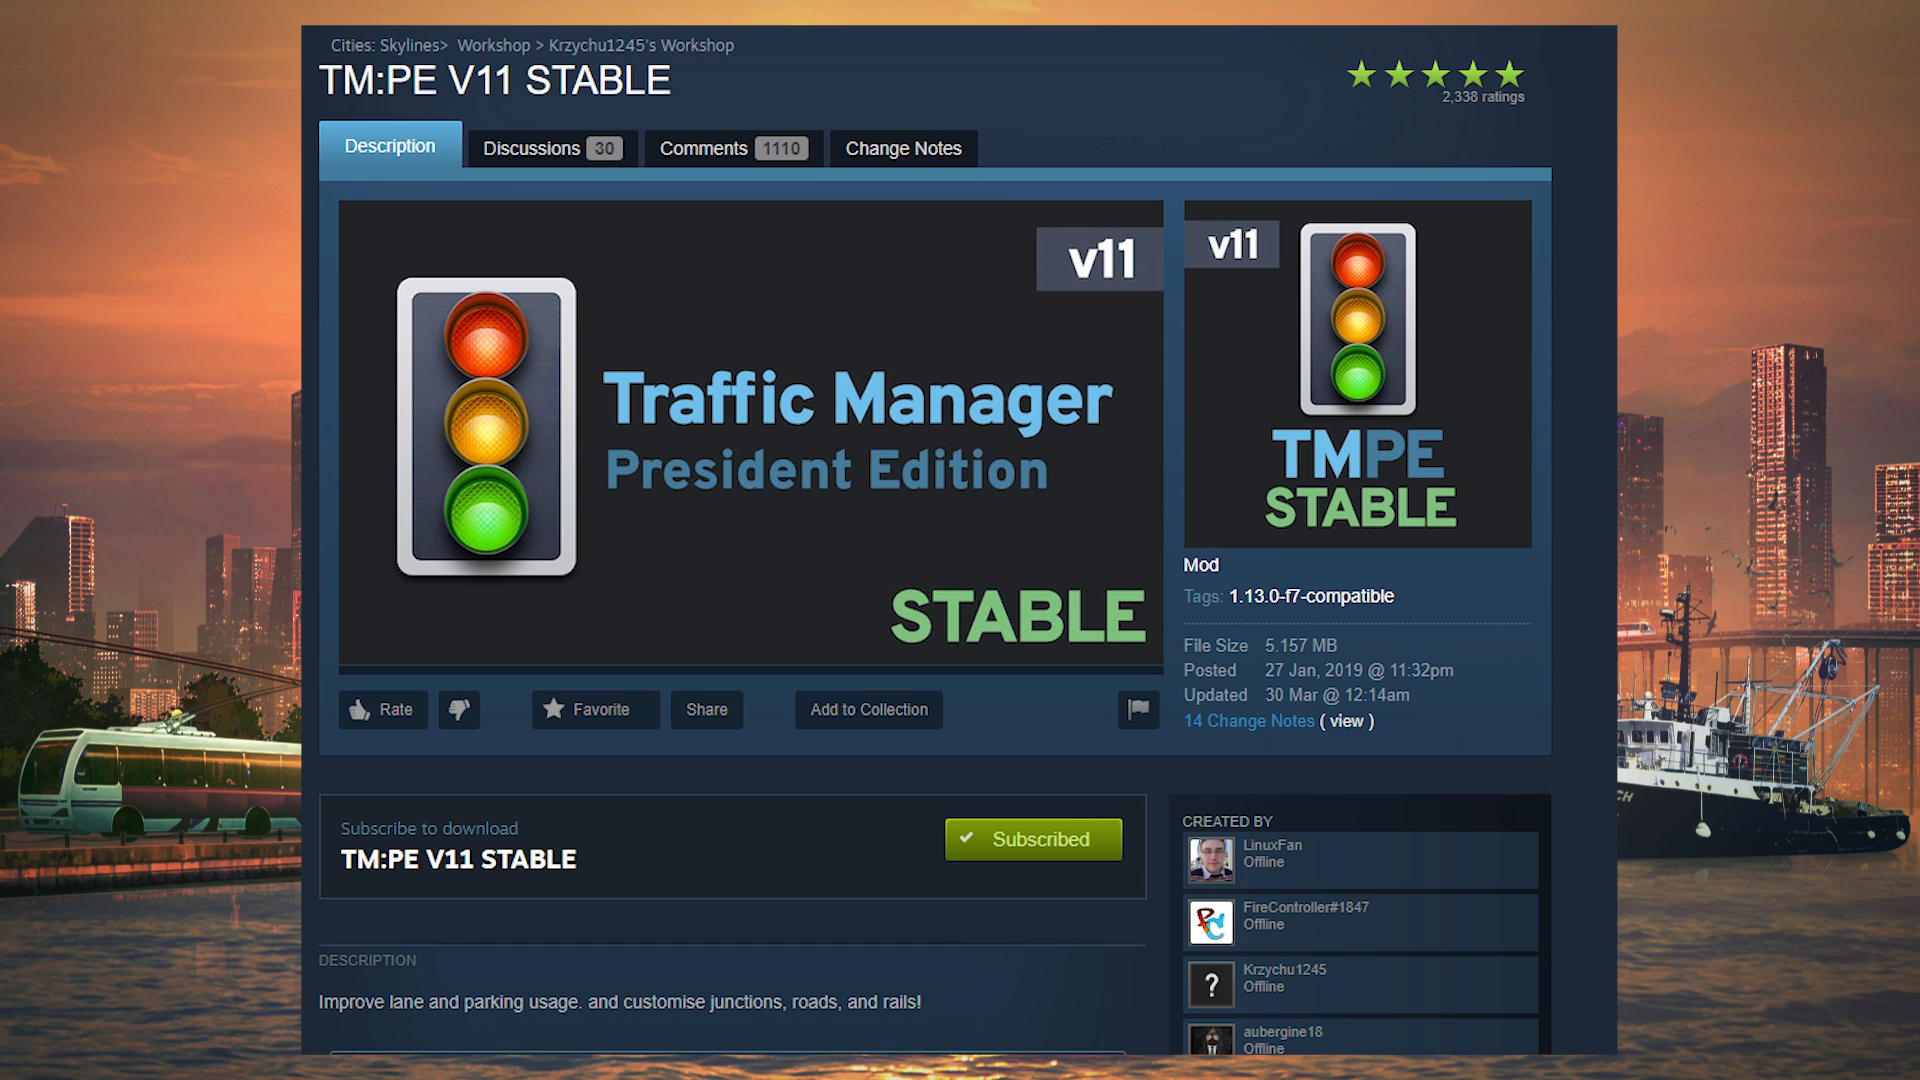 Cities: Skylines> Workshop > Krzychu1245's Workshop
TM:PE V11 STABLE
2,338 ratings
Description
Discussions 30
Comments 1110
Change Notes
v11
Traffic Manager
President Edition
STABLE
v11
TMPE
STABLE
Mod
Tags: 1.13.0-f7-compatible
File Size 5.157 MB
Posted 27 Jan, 2019 @ 11:32pm
Updated 30 Mar @ 12:14am
14 Change Notes ( view )
Rate
Favorite
Share
Add to Collection
Subscribe to download
TM:PE V11 STABLE
Subscribed
CREATED BY
LinuxFan
Offline
FireController#1847
Offline
Krzychu1245
Offline
aubergine18
Offline
DESCRIPTION
Improve lane and parking usage. and customise junctions, roads, and rails!